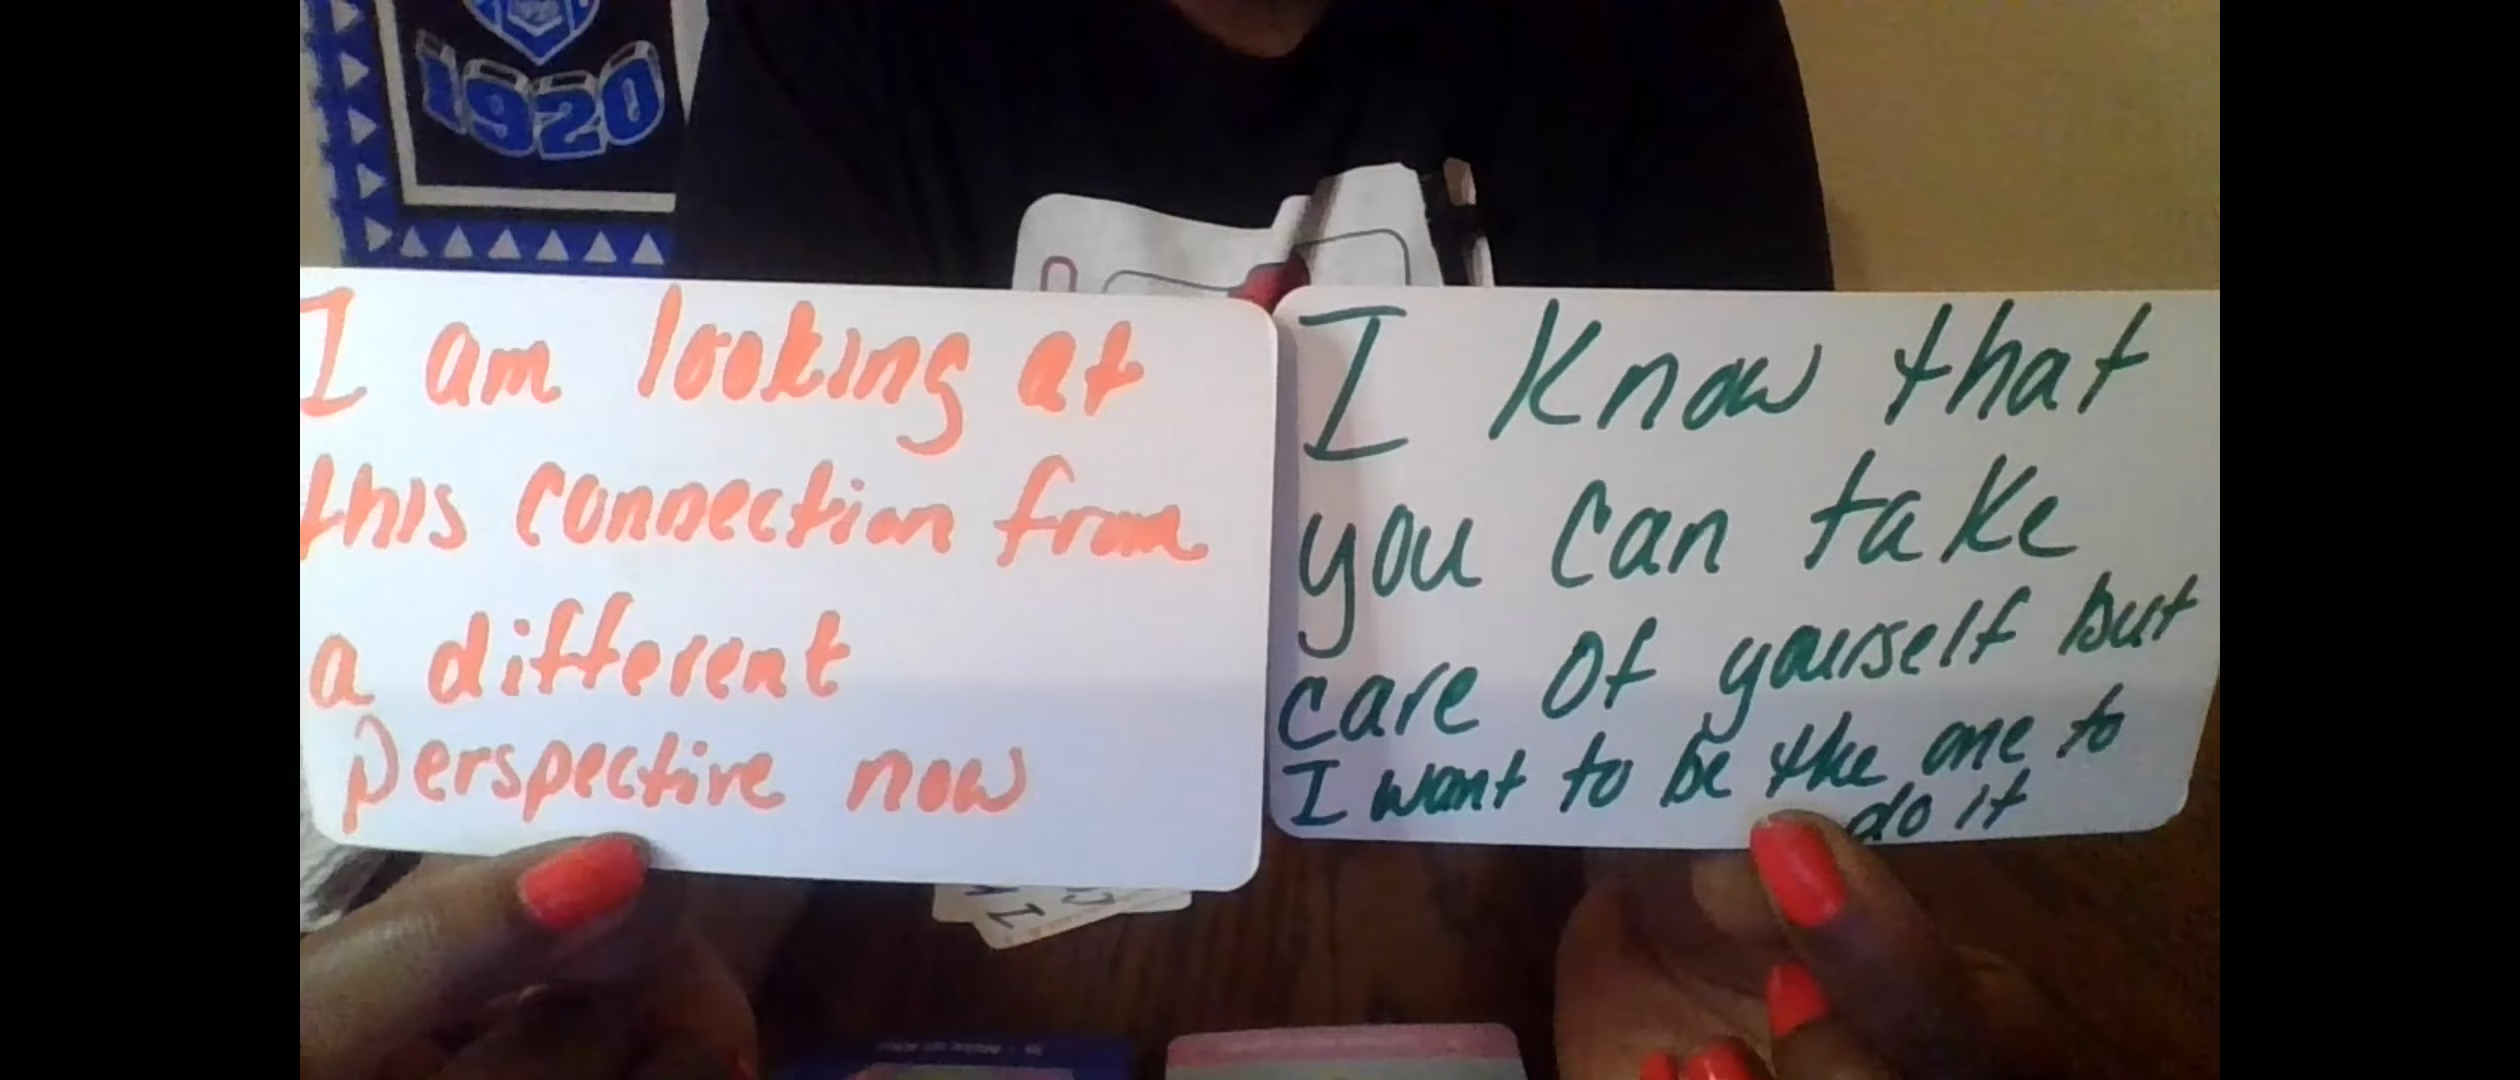 1920
I am looking at
this connection from
a different
Perspective now
I Know that
you can take
care of yourself but
I want to be the one to
do it